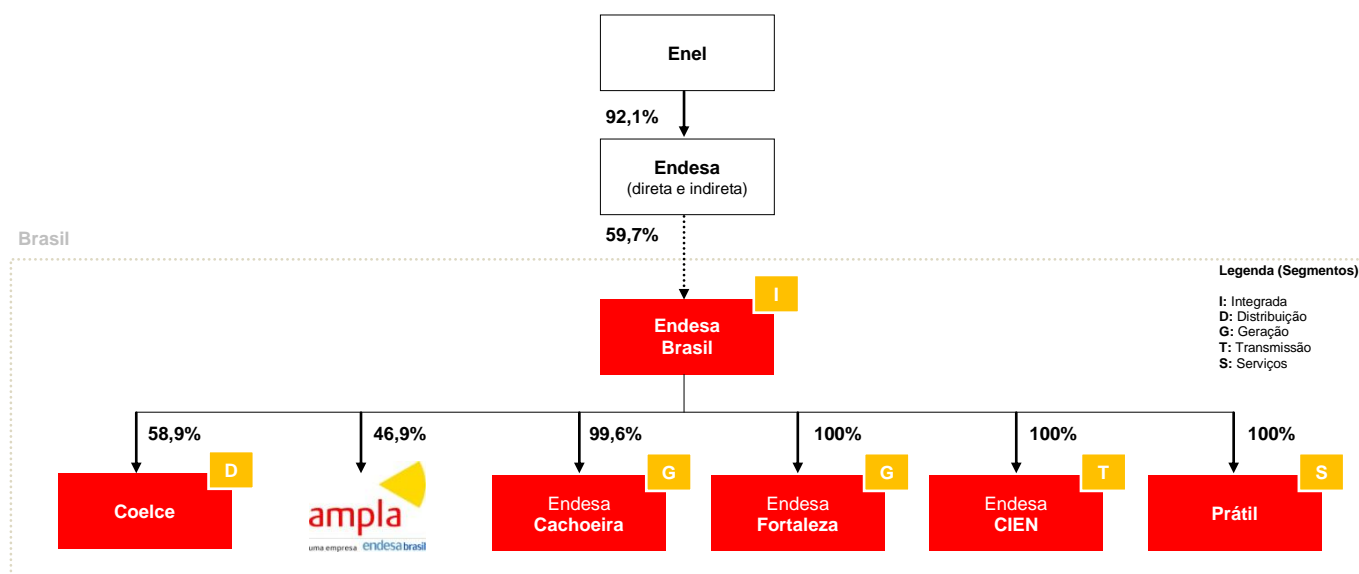 Enel
92,1%
Endesa
(direta e indireta)
59,7%
Brasil
Legenda (Segmentos)
I: Integrada
D: Distribuição
G: Geração
T: Transmissão
S: Serviços
I
Endesa
Brasil
58,9%
46,9%
99,6%
100%
100%
100%
D
G
G
T
S
Coelce
ampla
uma empresa endesabrasil
Endesa
Cachoeira
Endesa
Fortaleza
Endesa
CIEN
Prátil